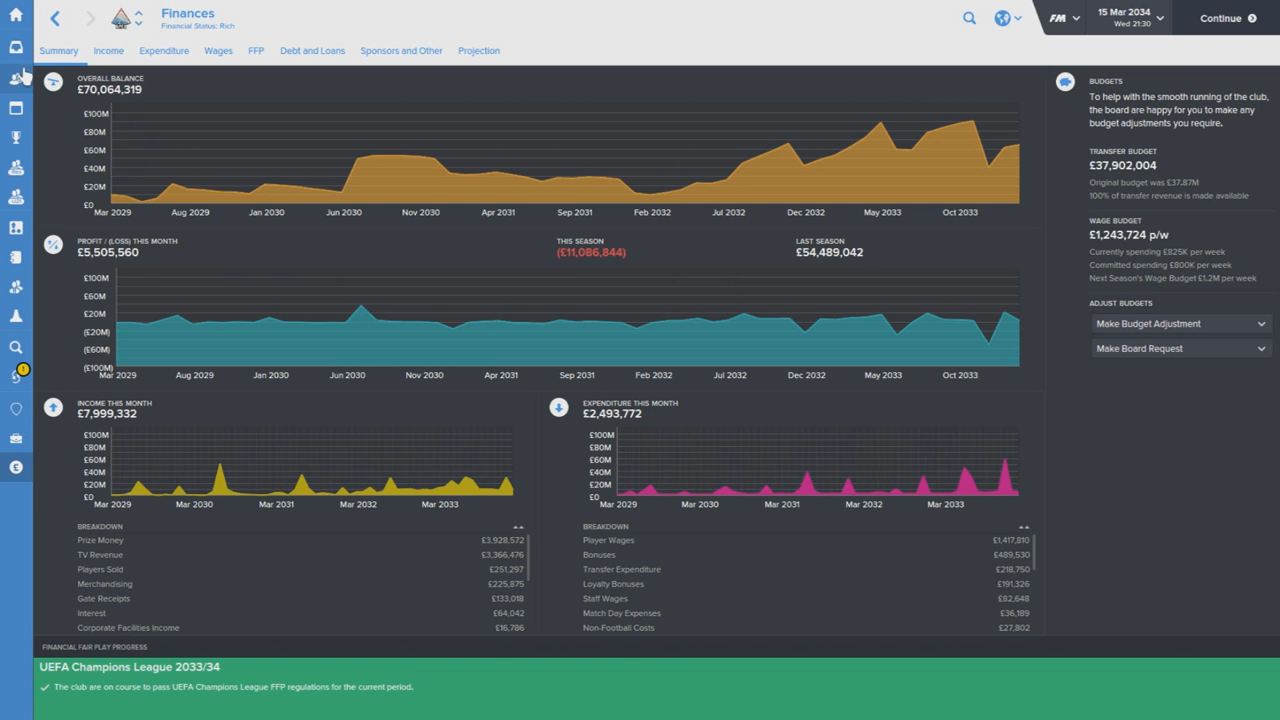 Finances
Financial Status: Rich
FM
15 Mar 2034
Wed 21:30
Continue
Summary
Income
Expenditure
Wages
FFP
Debt and Loans
Sponsors and Other
Projection
OVERALL BALANCE
£70,064,319
£100M
£80M
£60M
£40M
£20M
£0
Mar 2029
Aug 2029
Jan 2030
Jun 2030
Nov 2030
Apr 2031
Sep 2031
Feb 2032
Jul 2032
Dec 2032
May 2033
Oct 2033
PROFIT / (LOSS) THIS MONTH
£5,505,560
THIS SEASON
(£11,086,844)
LAST SEASON
£54,489,042
£100M
£60M
£20M
(£20M)
(£60M)
(£100M)
Mar 2029
Aug 2029
Jan 2030
Jun 2030
Nov 2030
Apr 2031
Sep 2031
Feb 2032
Jul 2032
Dec 2032
May 2033
Oct 2033
INCOME THIS MONTH
£7,999,332
£100M
£80M
£60M
£40M
£20M
£0
Mar 2029
Mar 2030
Mar 2031
Mar 2032
Mar 2033
BREAKDOWN
Prize Money £3,928,572
TV Revenue £3,366,476
Players Sold £251,297
Merchandising £225,875
Gate Receipts £133,018
Interest £64,042
Corporate Facilities Income £16,786
EXPENDITURE THIS MONTH
£2,493,772
£100M
£80M
£60M
£40M
£20M
£0
Mar 2029
Mar 2030
Mar 2031
Mar 2032
Mar 2033
BREAKDOWN
Player Wages £1,417,810
Bonuses £489,530
Transfer Expenditure £218,750
Loyalty Bonuses £191,326
Staff Wages £82,648
Match Day Expenses £36,189
Non-Football Costs £27,802
BUDGETS
To help with the smooth running of the club,
the board are happy for you to make any
budget adjustments you require.
TRANSFER BUDGET
£37,902,004
Original budget was £37.87M
100% of transfer revenue is made available
WAGE BUDGET
£1,243,724 p/w
Currently spending £825K per week
Committed spending £800K per week
Next Season's Wage Budget £1.2M per week
ADJUST BUDGETS
Make Budget Adjustment
Make Board Request
FINANCIAL FAIR PLAY PROGRESS
UEFA Champions League 2033/34
The club are on course to pass UEFA Champions League FFP regulations for the current period.